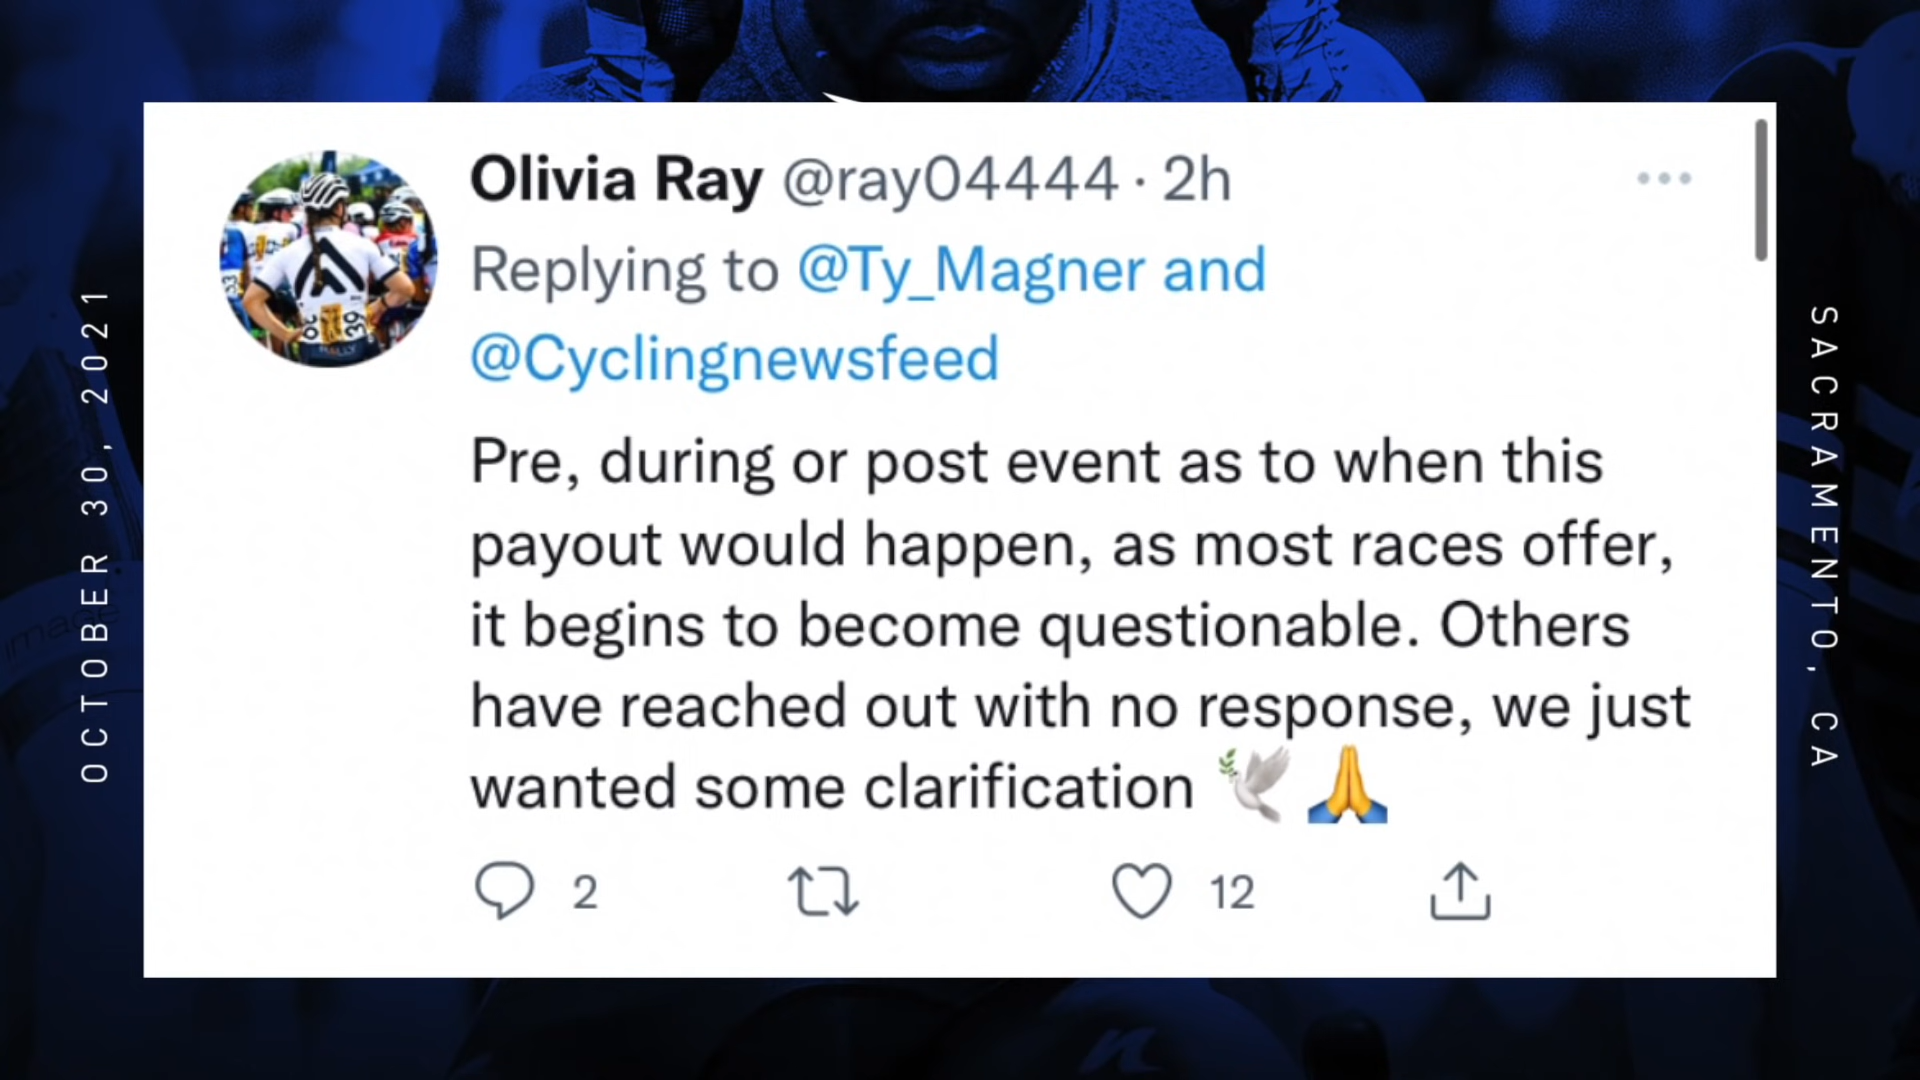 OCTOBER 30, 2021
Olivia Ray @ray04444 · 2h
Replying to @Ty_Magner and
@Cyclingnewsfeed
Pre, during or post event as to when this
payout would happen, as most races offer,
it begins to become questionable. Others
have reached out with no response, we just
wanted some clarification 🕊️🙏
2
12
SACRAMENTO, CA